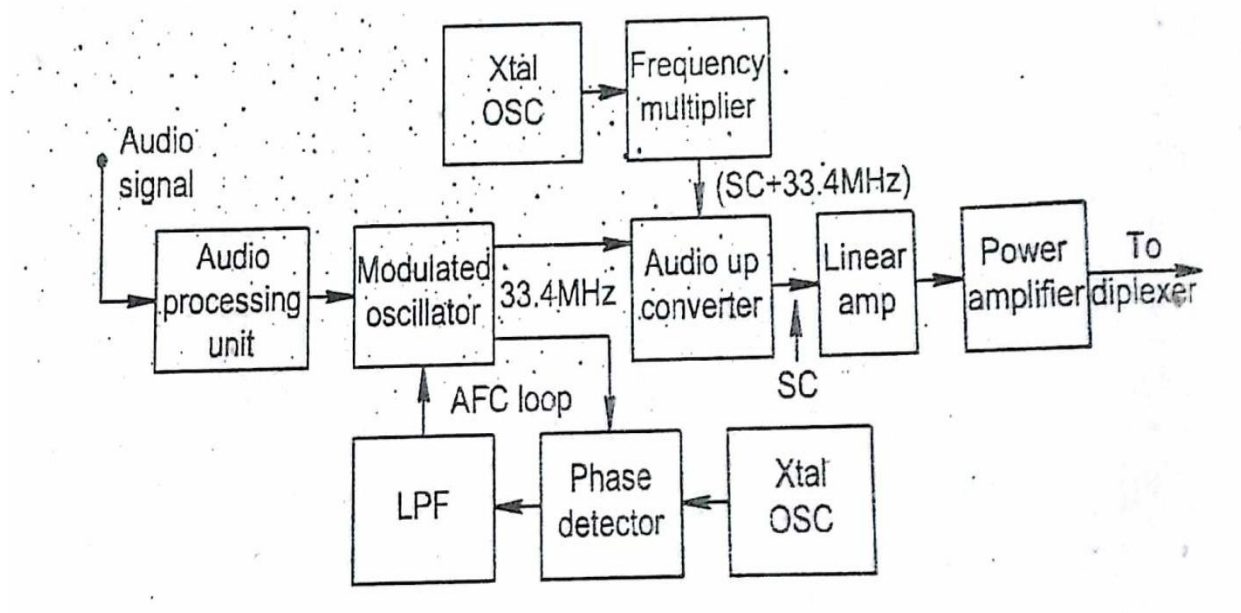 Xtal
OSC
Frequency
multiplier
Audio
signal
(SC+33.4MHz)
Audio
processing
unit
Modulated
oscillator
33.4MHz
Audio up
converter
Linear
amp
Power
amplifier
To
diplexer
SC
AFC loop
LPF
Phase
detector
Xtal
OSC